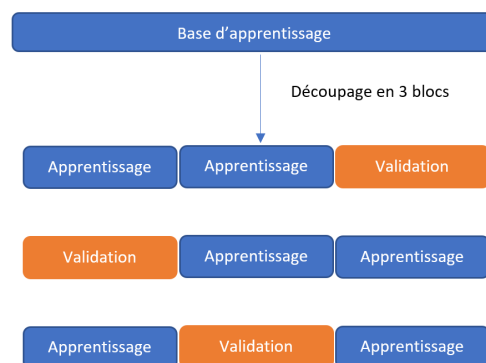 Base d'apprentissage
Découpage en 3 blocs
Apprentissage Apprentissage Validation
Validation Apprentissage Apprentissage
Apprentissage Validation Apprentissage